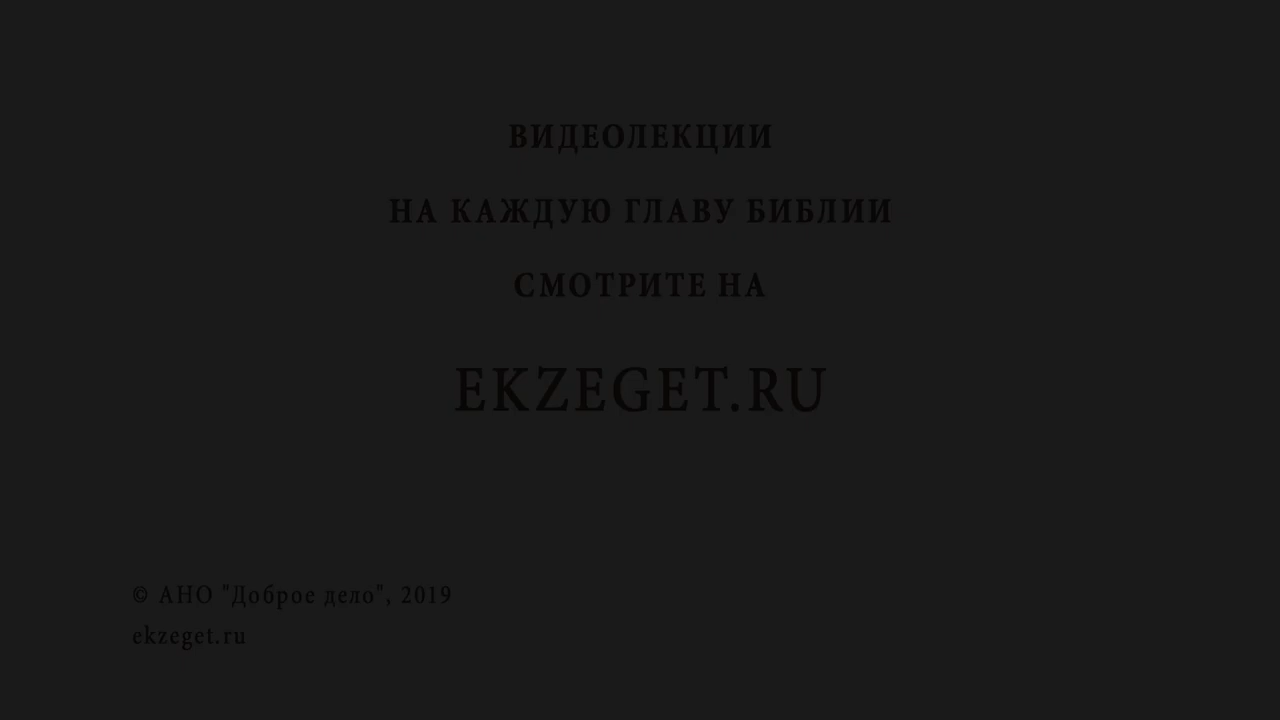 ВИДЕОЛЕКЦИИ
НА КАЖДУЮ ГЛАВУ БИБЛИИ
СМОТРИТЕ НА
EKZEGET.RU
© АНО "Доброе дело", 2019
ekzeget.ru